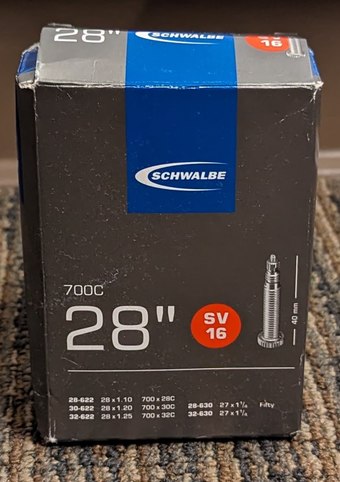 28"
SCHWALBE
SV
16
SCHWALBE
700C
28"
SV
16
40 mm
28-622 28 x 1.10 700 x 28C
30-622 28 x 1.20 700 x 30C 28-630 27 x 1 1/8 Fifty
32-622 28 x 1.25 700 x 32C 32-630 27 x 1 1/4